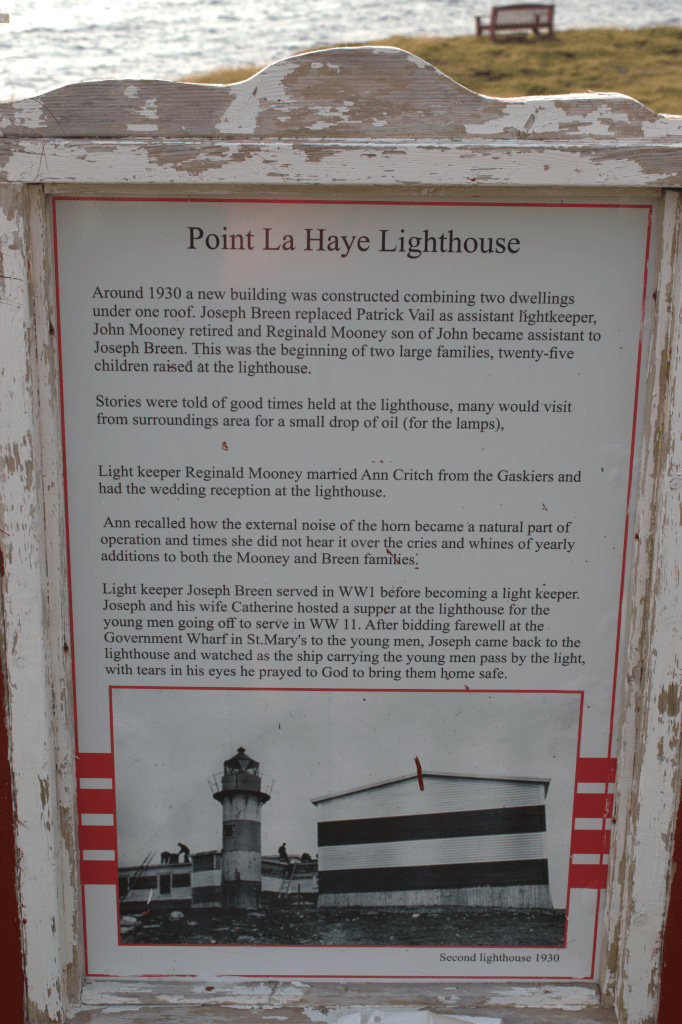 Point La Haye Lighthouse
Around 1930 a new building was constructed combining two dwellings
under one roof. Joseph Breen replaced Patrick Vail as assistant lightkeeper,
John Mooney retired and Reginald Mooney son of John became assistant to
Joseph Breen. This was the beginning of two large families, twenty-five
children raised at the lighthouse.
Stories were told of good times held at the lighthouse, many would visit
from surroundings area for a small drop of oil (for the lamps),
Light keeper Reginald Mooney married Ann Critch from the Gaskiers and
had the wedding reception at the lighthouse.
Ann recalled how the external noise of the horn became a natural part of
operation and times she did not hear it over the cries and whines of yearly
additions to both the Mooney and Breen families.
Light keeper Joseph Breen served in WW1 before becoming a light keeper.
Joseph and his wife Catherine hosted a supper at the lighthouse for the
young men going off to serve in WW 11. After bidding farewell at the
Government Wharf in St.Mary's to the young men, Joseph came back to the
lighthouse and watched as the ship carrying the young men pass by the light,
with tears in his eyes he prayed to God to bring them home safe.
Second lighthouse 1930